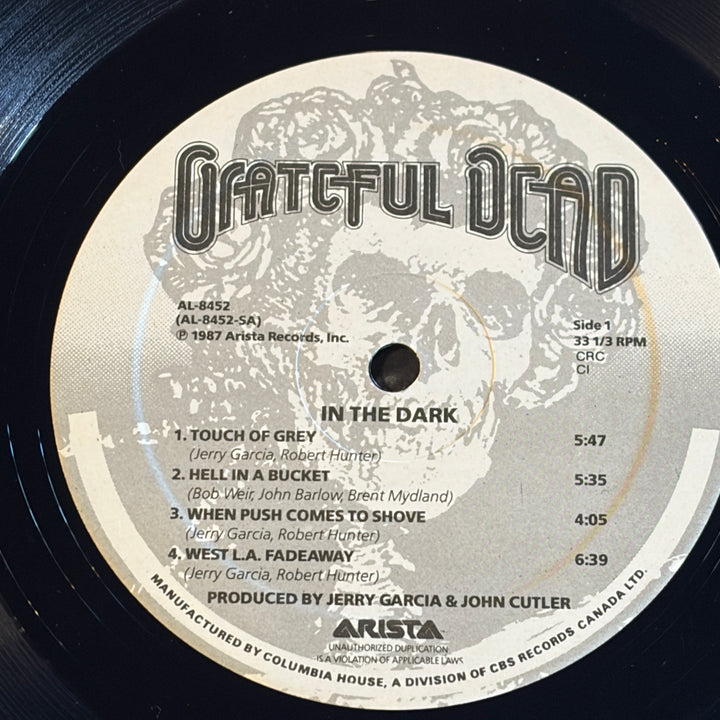 GRATEFUL DEAD
AL-8452
(AL-8452-SA)
℗ 1987 Arista Records, Inc.
Side 1
33 1/3 RPM
CRC
CI
IN THE DARK
1. TOUCH OF GREY 5:47
(Jerry Garcia, Robert Hunter)
2. HELL IN A BUCKET 5:35
(Bob Weir, John Barlow, Brent Mydland)
3. WHEN PUSH COMES TO SHOVE 4:05
(Jerry Garcia, Robert Hunter)
4. WEST L.A. FADEAWAY 6:39
(Jerry Garcia, Robert Hunter)
PRODUCED BY JERRY GARCIA & JOHN CUTLER
ARISTA
UNAUTHORIZED DUPLICATION
IS A VIOLATION OF APPLICABLE LAWS
MANUFACTURED BY COLUMBIA HOUSE, A DIVISION OF CBS RECORDS CANADA LTD.